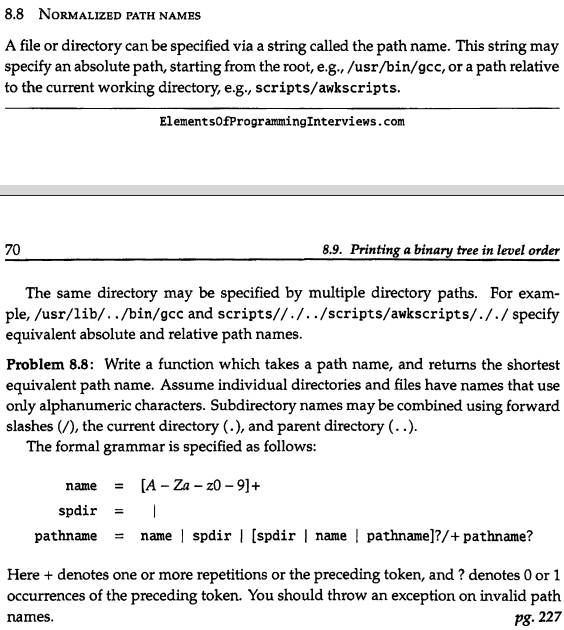 8.8 NORMALIZED PATH NAMES
A file or directory can be specified via a string called the path name. This string may
specify an absolute path, starting from the root, e.g., /usr/bin/gcc, or a path relative
to the current working directory, e.g., scripts/awkscripts.
ElementsOfProgrammingInterviews.com
70 8.9. Printing a binary tree in level order
The same directory may be specified by multiple directory paths. For exam-
ple, /usr/lib/../bin/gcc and scripts//./../scripts/awkscripts/././ specify
equivalent absolute and relative path names.
Problem 8.8: Write a function which takes a path name, and returns the shortest
equivalent path name. Assume individual directories and files have names that use
only alphanumeric characters. Subdirectory names may be combined using forward
slashes (/), the current directory (.), and parent directory (..).
The formal grammar is specified as follows:
name = [A − Za − z0 − 9]+
spdir = |
pathname = name | spdir | [spdir | name | pathname]?/+ pathname?
Here + denotes one or more repetitions or the preceding token, and ? denotes 0 or 1
occurrences of the preceding token. You should throw an exception on invalid path
names. pg. 227